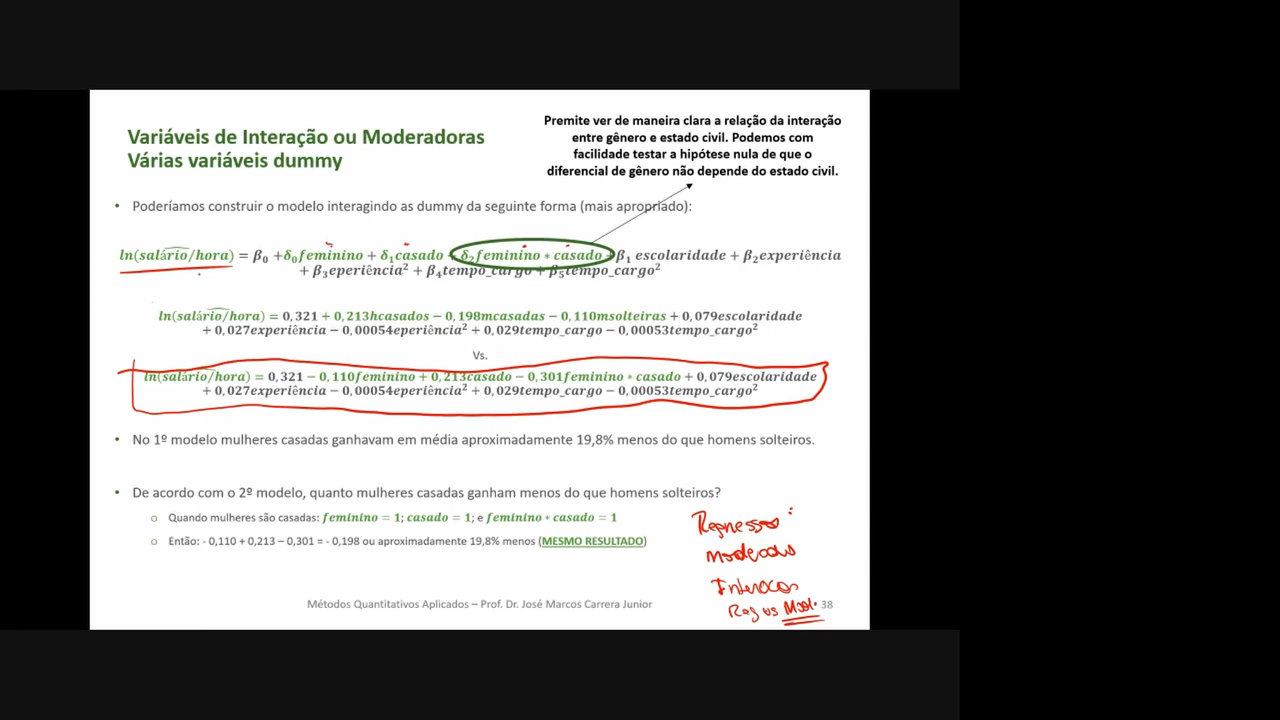 Variáveis de Interação ou Moderadoras
Várias variáveis dummy
Premite ver de maneira clara a relação da interação
entre gênero e estado civil. Podemos com
facilidade testar a hipótese nula de que o
diferencial de gênero não depende do estado civil.
• Poderíamos construir o modelo interagindo as dummy da seguinte forma (mais apropriado):
ln(salário/hora) = β₀ +δ₀feminino + δ₁casado + δ₂feminino ∗ casado +β₁ escolaridade + β₂experiência
+ β₃eperiência² + β₄tempo_cargo + β₅tempo_cargo²
ln(salário/hora) = 0,321 + 0,213hcasados − 0,198mcasadas − 0,110msolteiras + 0,079escolaridade
+ 0,027experiência − 0,00054eperiência² + 0,029tempo_cargo − 0,00053tempo_cargo²
Vs.
ln(salário/hora) = 0,321 − 0,110feminino + 0,213casado − 0,301feminino ∗ casado + 0,079escolaridade
+ 0,027experiência − 0,00054eperiência² + 0,029tempo_cargo − 0,00053tempo_cargo²
• No 1º modelo mulheres casadas ganhavam em média aproximadamente 19,8% menos do que homens solteiros.
• De acordo com o 2º modelo, quanto mulheres casadas ganham menos do que homens solteiros?
o Quando mulheres são casadas: feminino = 1; casado = 1; e feminino ∗ casado = 1
o Então: - 0,110 + 0,213 – 0,301 = - 0,198 ou aproximadamente 19,8% menos (MESMO RESULTADO)
Métodos Quantitativos Aplicados – Prof. Dr. José Marcos Carrera Junior
38